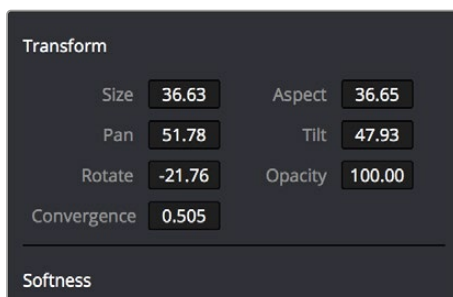 Transform
Size 36.63 Aspect 36.65
Pan 51.78 Tilt 47.93
Rotate -21.76 Opacity 100.00
Convergence 0.505
Softness